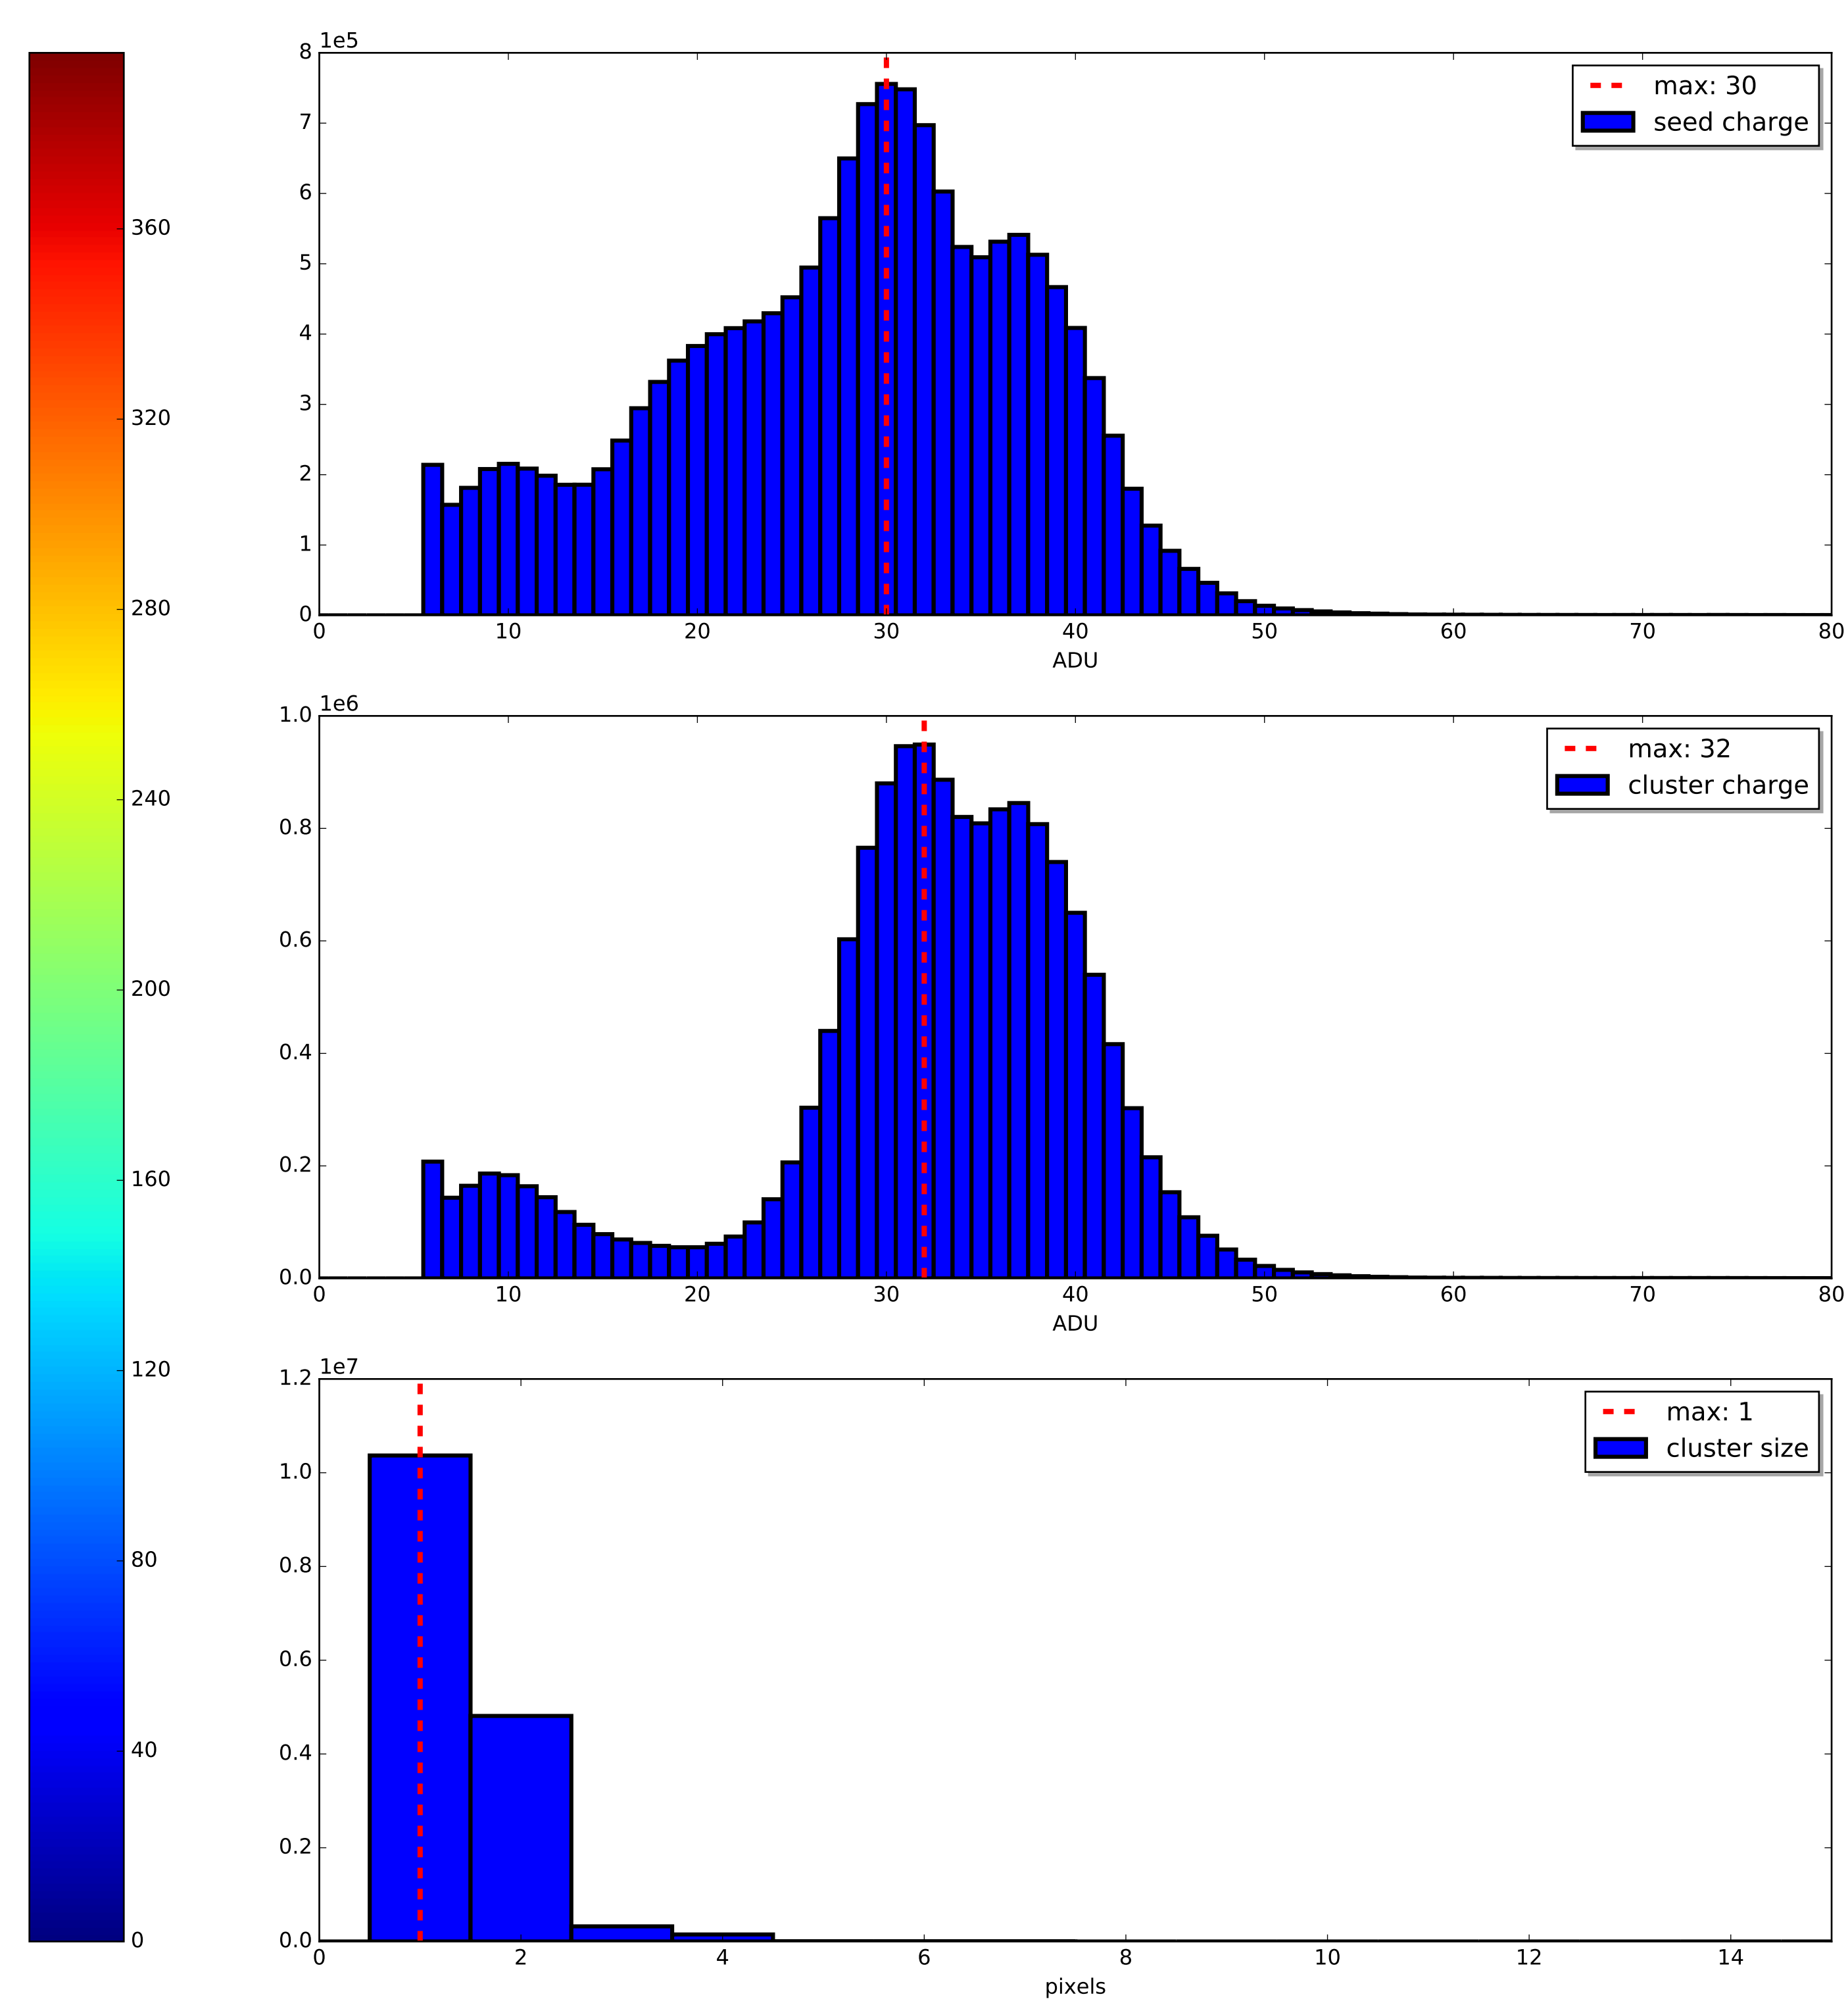 360
320
280
240
200
160
120
80
40
0
1e5
8
7
6
5
4
3
2
1
0
0 10 20 30 40 50 60 70 80
ADU
max: 30
seed charge
1e6
1.0
0.8
0.6
0.4
0.2
0.0
0 10 20 30 40 50 60 70 80
ADU
max: 32
cluster charge
1e7
1.2
1.0
0.8
0.6
0.4
0.2
0.0
0 2 4 6 8 10 12 14
pixels
max: 1
cluster size